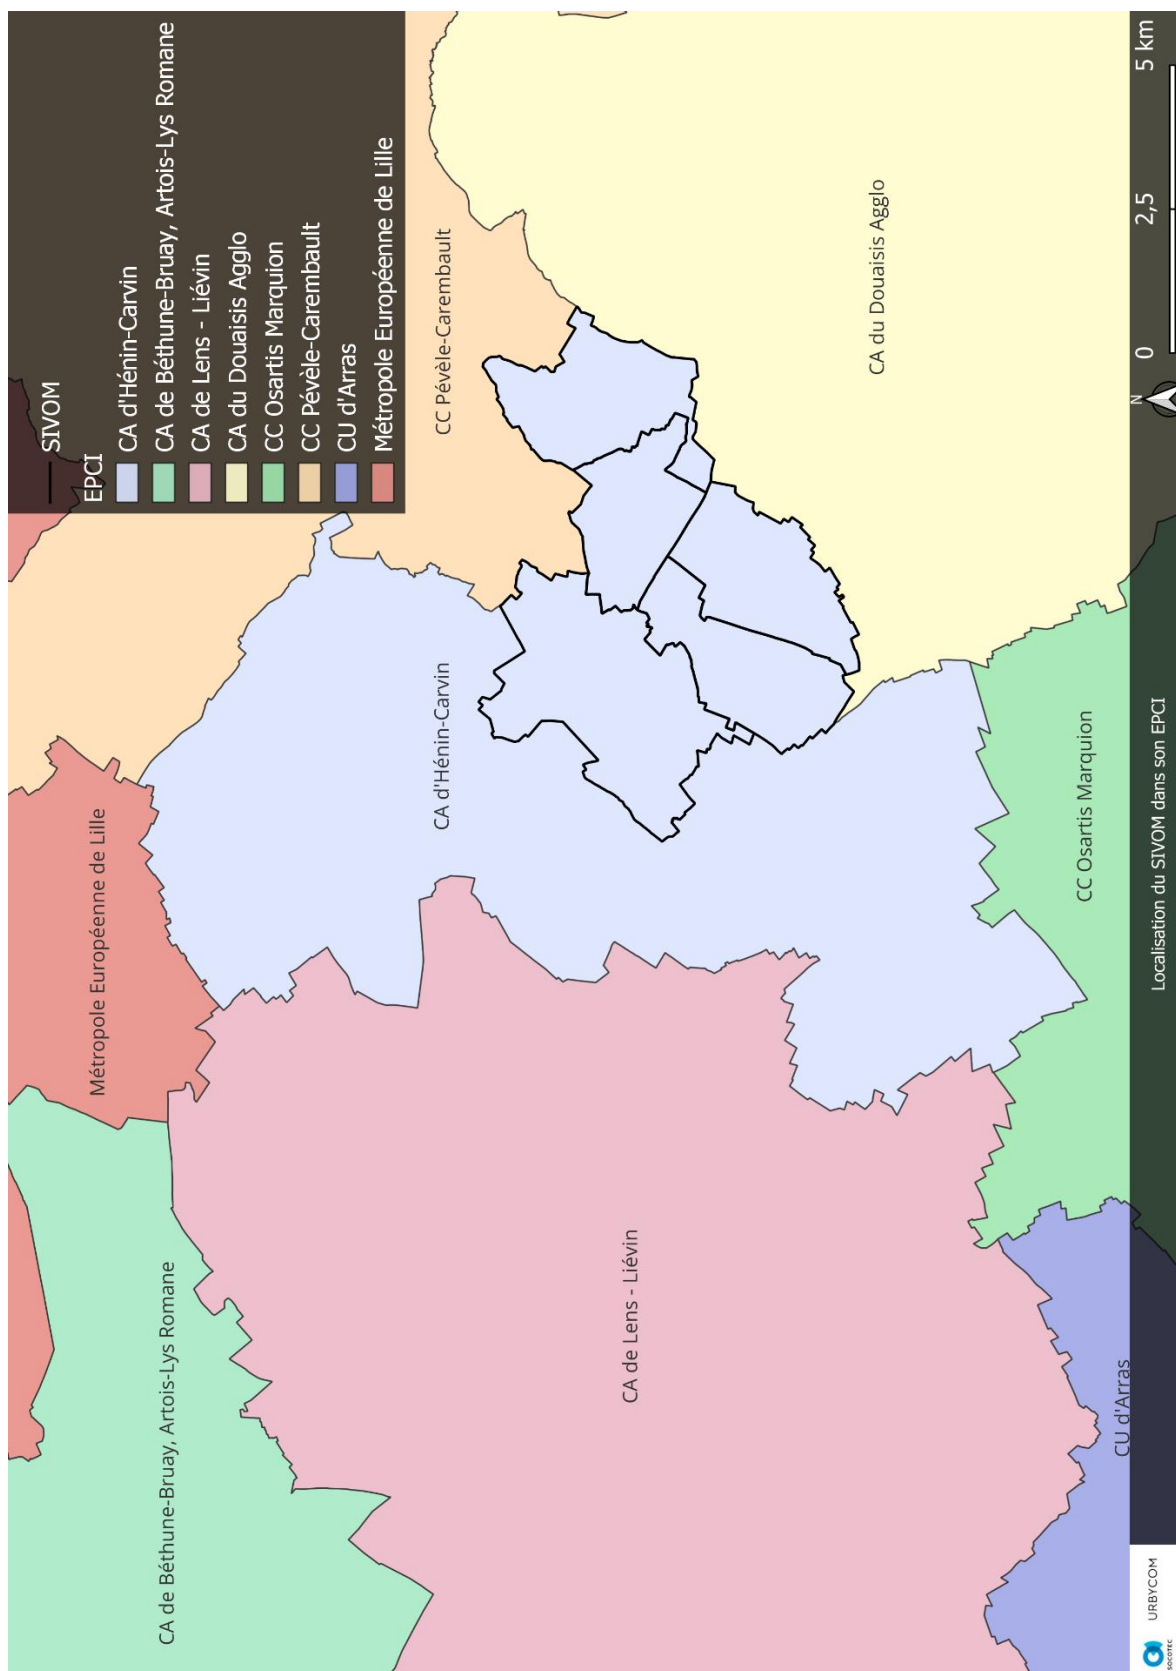 SIVOM
EPCI
CA d'Hénin-Carvin
CA de Béthune-Bruay, Artois-Lys Romane
CA de Lens - Liévin
CA du Douaisis Agglo
CC Osartis Marquion
CC Pévèle-Carembault
CU d'Arras
Métropole Européenne de Lille
Métropole Européenne de Lille
CA de Béthune-Bruay, Artois-Lys Romane
CC Pévèle-Carembault
CA d'Hénin-Carvin
CA de Lens - Liévin
CA du Douaisis Agglo
CC Osartis Marquion
CU d'Arras
N
0 2,5 5 km
SOCOTEC
URBYCOM
Localisation du SIVOM dans son EPCI